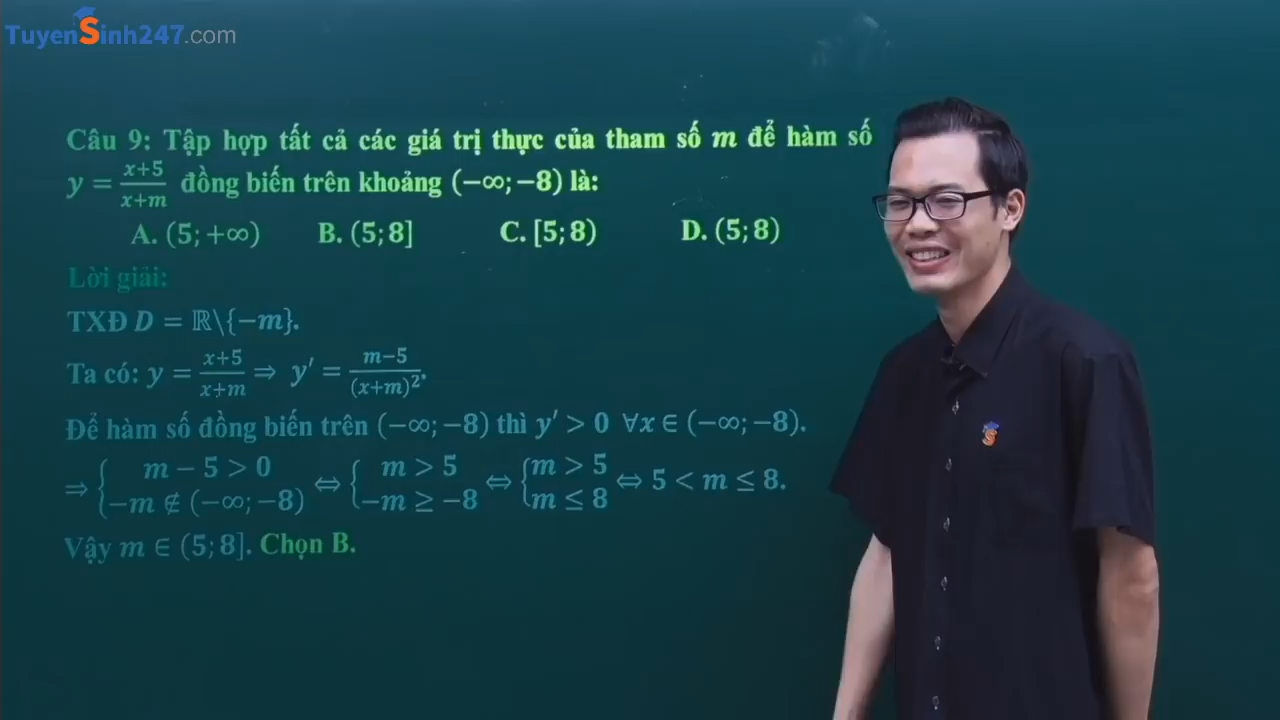 TuyenSinh247.com
Câu 9: Tập hợp tất cả các giá trị thực của tham số m để hàm số
y = \frac{x+5}{x+m} đồng biến trên khoảng (−∞; −8) là:
A. (5; +∞) B. (5; 8] C. [5; 8) D. (5; 8)
Lời giải:
TXĐ D = ℝ\{−m}.
Ta có: y = \frac{x+5}{x+m} ⇒ y′ = \frac{m−5}{(x+m)²}.
Để hàm số đồng biến trên (−∞; −8) thì y′ > 0 ∀x ∈ (−∞; −8).
⇒ { m − 5 > 0 −m ∉ (−∞; −8) ⇔ { m > 5 −m ≥ −8 ⇔ { m > 5 m ≤ 8 ⇔ 5 < m ≤ 8.
Vậy m ∈ (5; 8]. Chọn B.
S